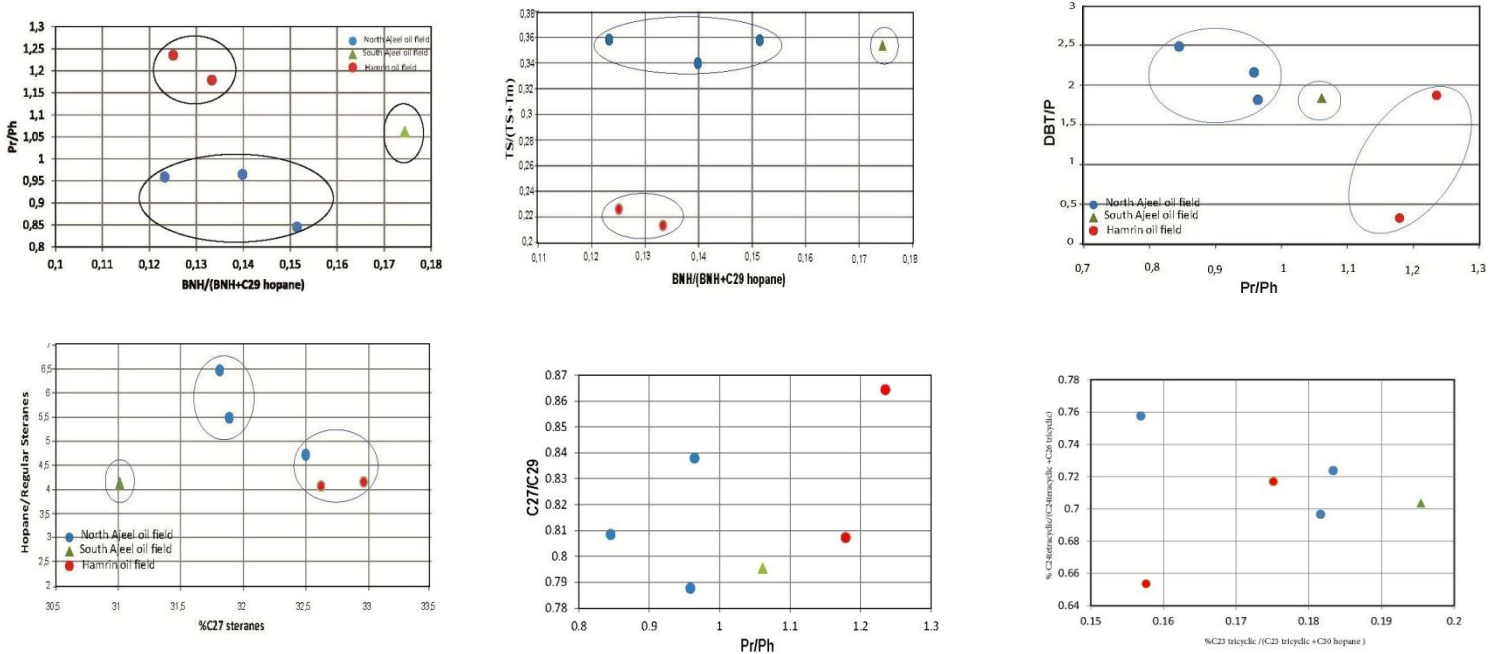 1,3
1,25
1,2
1,15
1,1
1,05
1
0,95
0,9
0,85
0,8
Pr/Ph
North Ajeel oil field
South Ajeel oil field
Hamrin oil field
0,1 0,11 0,12 0,13 0,14 0,15 0,16 0,17 0,18
BNH/(BNH+C29 hopane)
0,38
0,36
0,34
0,32
0,3
0,28
0,26
0,24
0,22
0,2
TS/(TS+Tm)
0,11 0,12 0,13 0,14 0,15 0,16 0,17 0,18
BNH/(BNH+C29 hopane)
3
2,5
2
1,5
1
0,5
0
DBT/P
North Ajeel oil field
South Ajeel oil field
Hamrin oil field
0,7 0,8 0,9 1 1,1 1,2 1,3
Pr/Ph
7
6,5
6
5,5
5
4,5
4
3,5
3
2,5
2
Hopane/Regular Steranes
North Ajeel oil field
South Ajeel oil field
Hamrin oil field
30,5 31 31,5 32 32,5 33 33,5
%C27 steranes
0.87
0.86
0.85
0.84
0.83
0.82
0.81
0.8
0.79
0.78
C27/C29
0.8 0.9 1 1.1 1.2 1.3
Pr/Ph
0.78
0.76
0.74
0.72
0.7
0.68
0.66
0.64
% C24tetracyclic/(C24teracyclic +C26 tricyclic)
0.15 0.16 0.17 0.18 0.19 0.2
%C23 tricyclic /(C23 tricyclic +C30 hopane )